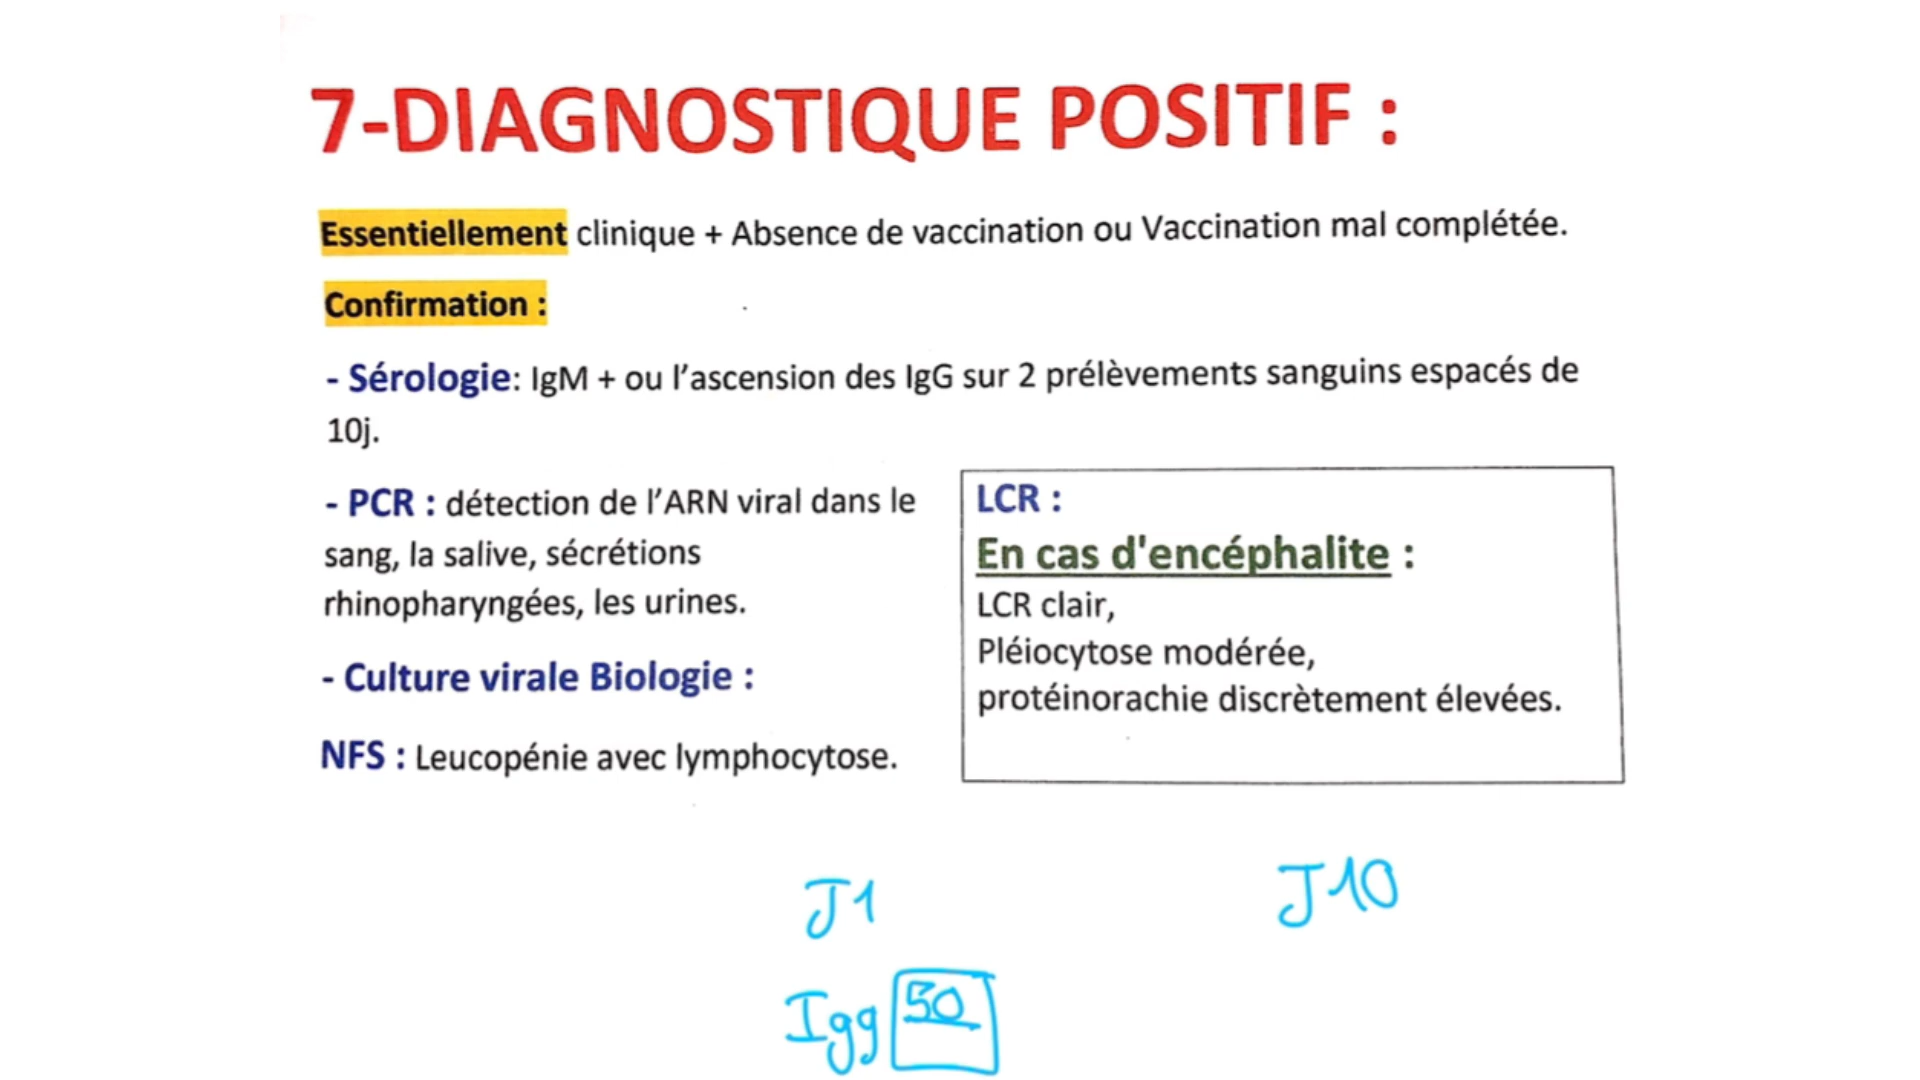 7-DIAGNOSTIQUE POSITIF :
Essentiellement clinique + Absence de vaccination ou Vaccination mal complétée.
Confirmation :
- Sérologie: IgM + ou l'ascension des IgG sur 2 prélèvements sanguins espacés de
10j.
- PCR : détection de l'ARN viral dans le
sang, la salive, sécrétions
rhinopharyngées, les urines.
- Culture virale Biologie :
NFS : Leucopénie avec lymphocytose.
LCR :
En cas d'encéphalite :
LCR clair,
Pléiocytose modérée,
protéinorachie discrètement élevées.
J1
J10
Igg 50